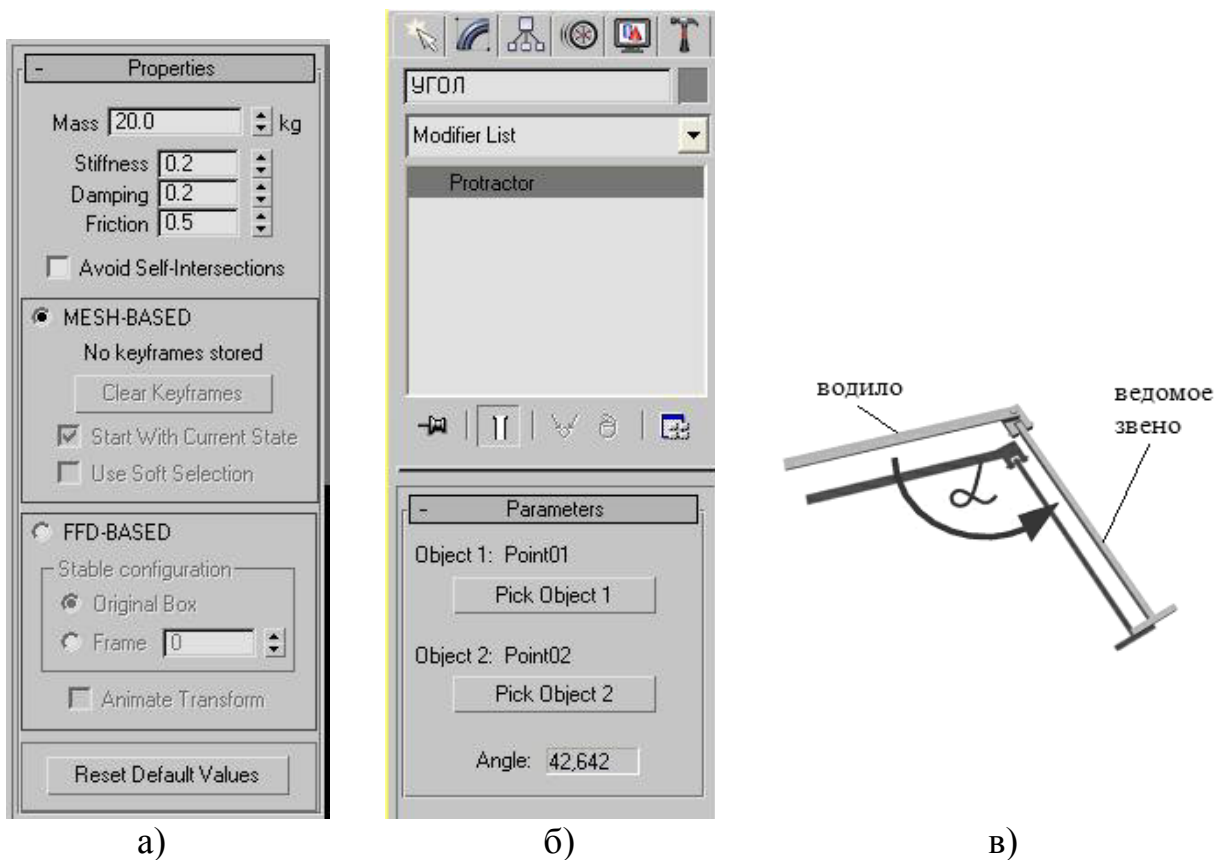 - Properties
Mass 20.0 kg
Stiffness 0.2
Damping 0.2
Friction 0.5
Avoid Self-Intersections
MESH-BASED
No keyframes stored
Clear Keyframes
Start With Current State
Use Soft Selection
FFD-BASED
Stable configuration
Original Box
Frame 0
Animate Transform
Reset Default Values
а)
УГОЛ
Modifier List
Protractor
- Parameters
Object 1: Point01
Pick Object 1
Object 2: Point02
Pick Object 2
Angle: 42,642
б)
водило
ведомое
звено
α
в)